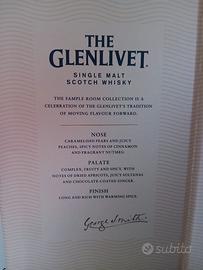 THE
GLENLIVET.
SINGLE MALT
SCOTCH WHISKY
THE SAMPLE ROOM COLLECTION IS A
CELEBRATION OF THE GLENLIVET'S TRADITION
OF MOVING FLAVOUR FORWARD.
NOSE
CARAMELISED PEARS AND JUICY
PEACHES, SPICY NOTES OF CINNAMON
AND FRAGRANT NUTMEG
PALATE
COMPLEX, FRUITY AND SPICY, WITH
NOTES OF DRIED APRICOTS, JUICY SULTANAS
AND CHOCOLATE-COATED GINGER.
FINISH
LONG AND RICH WITH WARMING SPICE.
George Smith
subito